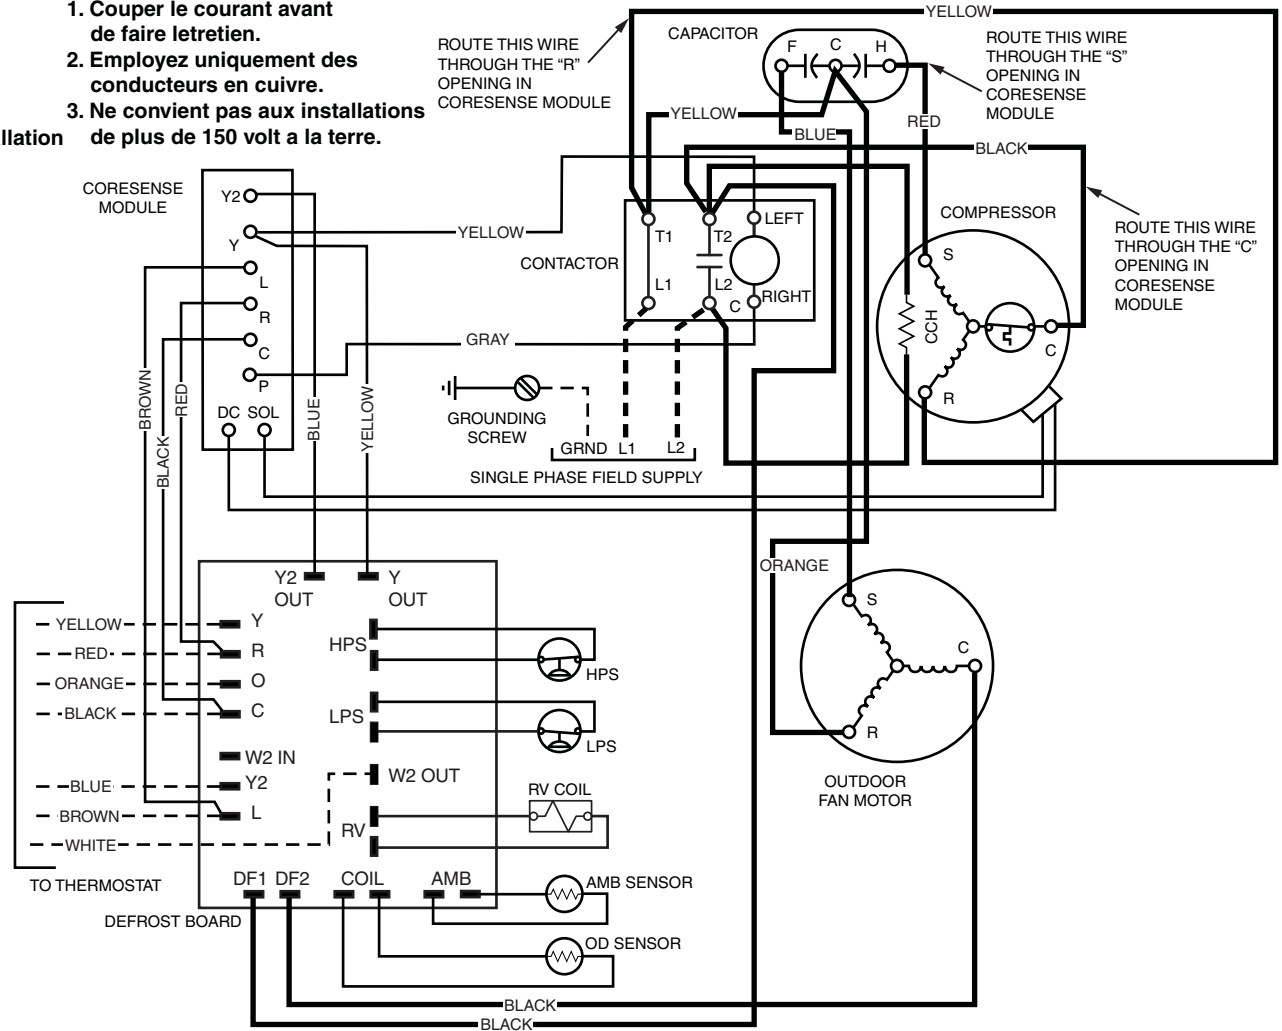 1. Couper le courant avant
de faire letretien.
2. Employez uniquement des
conducteurs en cuivre.
3. Ne convient pas aux installations
de plus de 150 volt a la terre.
llation
ROUTE THIS WIRE
THROUGH THE “R”
OPENING IN
CORESENSE MODULE
CAPACITOR
F
C
H
YELLOW
ROUTE THIS WIRE
THROUGH THE “S”
OPENING IN
CORESENSE
MODULE
YELLOW
BLUE
RED
BLACK
CORESENSE
MODULE
Y2
Y
L
R
C
P
DC
SOL
YELLOW
GRAY
CONTACTOR
T1
T2
LEFT
L1
L2
C
RIGHT
COMPRESSOR
S
CCH
C
R
ROUTE THIS WIRE
THROUGH THE “C”
OPENING IN
CORESENSE
MODULE
BROWN
RED
BLACK
BLUE
YELLOW
GROUNDING
SCREW
GRND
L1
L2
SINGLE PHASE FIELD SUPPLY
ORANGE
Y2
OUT
Y
OUT
YELLOW
Y
RED
R
ORANGE
O
BLACK
C
W2 IN
BLUE
Y2
BROWN
L
WHITE
TO THERMOSTAT
HPS
HPS
LPS
LPS
W2 OUT
RV COIL
RV
DF1
DF2
COIL
AMB
DEFROST BOARD
AMB SENSOR
OD SENSOR
S
C
R
OUTDOOR
FAN MOTOR
BLACK
BLACK